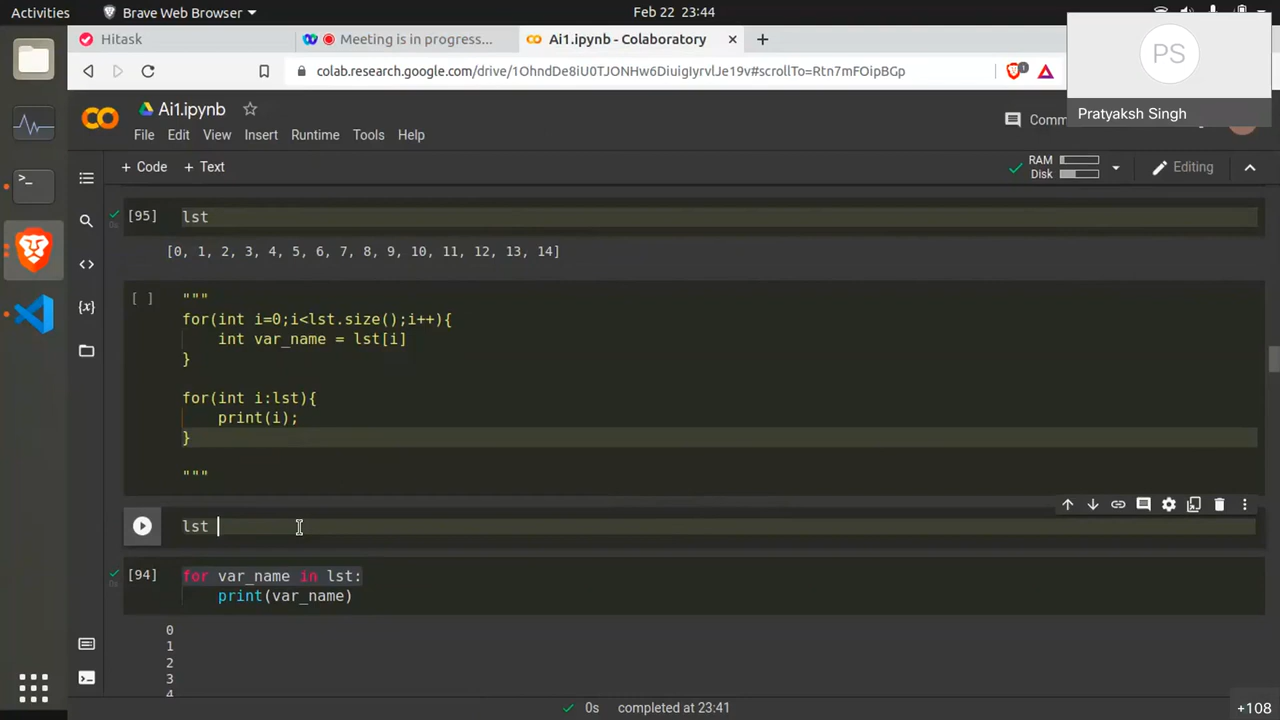 Activities
Brave Web Browser
Feb 22 23:44
Hitask
Meeting is in progress...
Ai1.ipynb - Colaboratory
colab.research.google.com/drive/1OhndDe8iU0TJONHw6DiuigIyrvlJe19v#scrollTo=Rtn7mFOipBGp
1
PS
Pratyaksh Singh
CO
Ai1.ipynb
Comm
File Edit View Insert Runtime Tools Help
+ Code + Text
RAM
Disk
Editing
[95] lst
0s
[0, 1, 2, 3, 4, 5, 6, 7, 8, 9, 10, 11, 12, 13, 14]
[ ] """
for(int i=0;i<lst.size();i++){
int var_name = lst[i]
}
for(int i:lst){
print(i);
}
"""
lst
[94] for var_name in lst:
0s
print(var_name)
0
1
2
3
4
0s completed at 23:41
+108